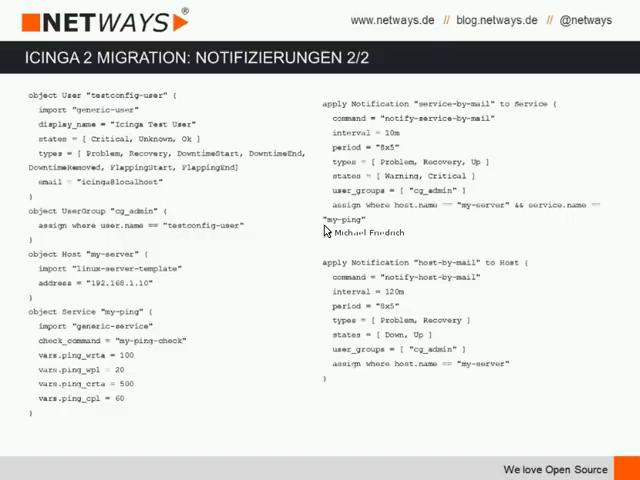 NETWAYS®
www.netways.de // blog.netways.de // @netways
ICINGA 2 MIGRATION: NOTIFIZIERUNGEN 2/2
object User "testconfig-user" {
import "generic-user"
display_name = "Icinga Test User"
states = [ Critical, Unknown, Ok ]
types = [ Problem, Recovery, DowntimeStart, DowntimeEnd,
DowntimeRemoved, FlappingStart, FlappingEnd]
email = "icinga@localhost"
}
object UserGroup "cg_admin" {
assign where user.name == "testconfig-user"
}
object Host "my-server" {
import "linux-server-template"
address = "192.168.1.10"
}
object Service "my-ping" {
import "generic-service"
check_command = "my-ping-check"
vars.ping_wrta = 100
vars.ping_wpl = 20
vars.ping_crta = 500
vars.ping_cpl = 60
}
apply Notification "service-by-mail" to Service {
command = "notify-service-by-mail"
interval = 10m
period = "8x5"
types = [ Problem, Recovery, Up ]
states = [ Warning, Critical ]
user_groups = [ "cg_admin" ]
assign where host.name == "my-server" && service.name ==
"my-ping"
Michael Friedrich
apply Notification "host-by-mail" to Host {
command = "notify-host-by-mail"
interval = 120m
period = "8x5"
types = [ Problem, Recovery ]
states = [ Down, Up ]
user_groups = [ "cg_admin" ]
assign where host.name == "my-server"
}
We love Open Source